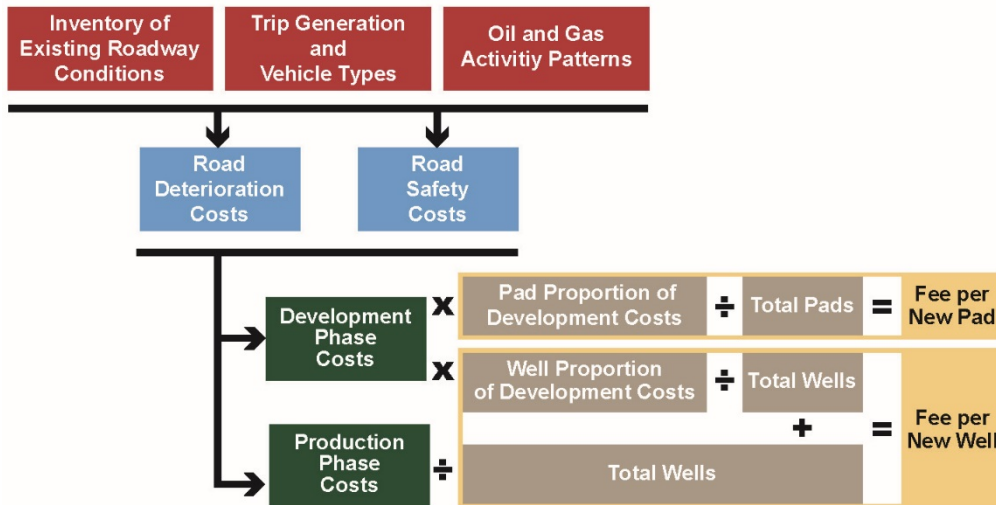 Inventory of
Existing Roadway
Conditions
Trip Generation
and
Vehicle Types
Oil and Gas
Activitiy Patterns
Road
Deterioration
Costs
Road
Safety
Costs
Development
Phase
Costs
x
Pad Proportion of
Development Costs
÷
Total Pads
=
Fee per
New Pad
x
Well Proportion
of Development Costs
÷
Total Wells
+
=
Fee per
New Well
Production
Phase
Costs
÷
Total Wells